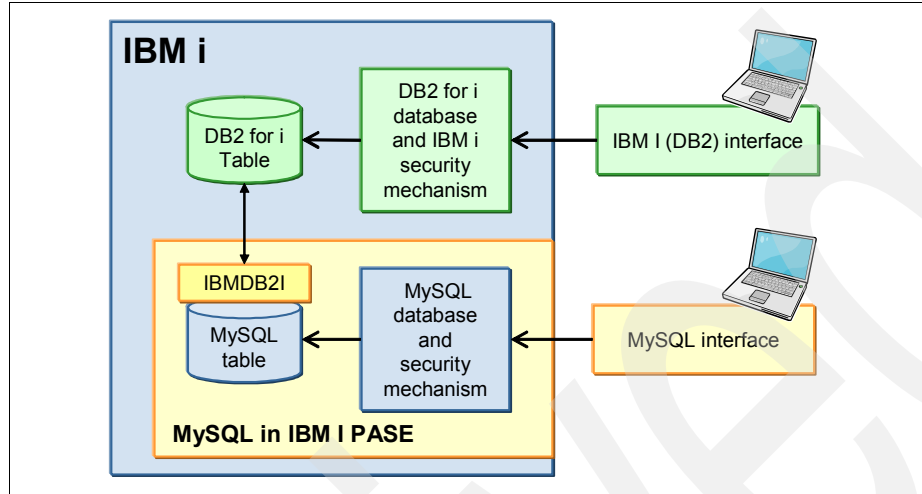 IBM i
DB2 for i
Table
DB2 for i
database
and IBM i
security
mechanism
IBM I (DB2) interface
IBMDB2I
MySQL
table
MySQL
database
and
security
mechanism
MySQL interface
MySQL in IBM I PASE